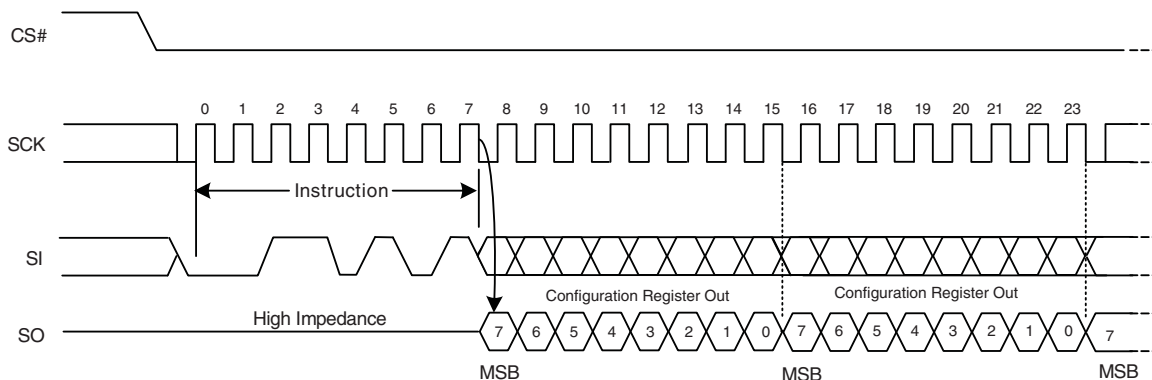 CS#
0 1 2 3 4 5 6 7 8 9 10 11 12 13 14 15 16 17 18 19 20 21 22 23
SCK
Instruction
SI
Configuration Register Out Configuration Register Out
High Impedance
SO 7 6 5 4 3 2 1 0 7 6 5 4 3 2 1 0 7
MSB MSB MSB